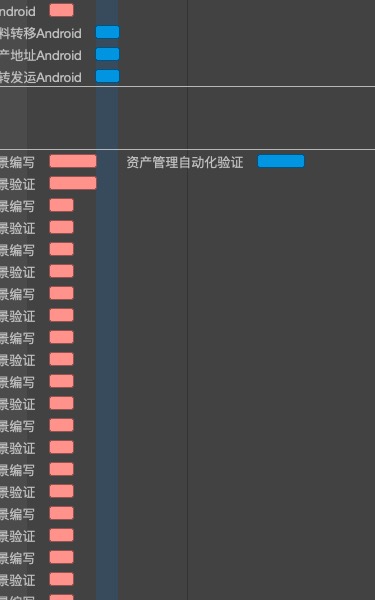 ndroid
料转移Android
产地址Android
转发运Android
景编写 资产管理自动化验证
景验证
景编写
景验证
景编写
景验证
景编写
景验证
景编写
景验证
景编写
景验证
景编写
景验证
景编写
景验证
景编写
景验证
景编写
景验证